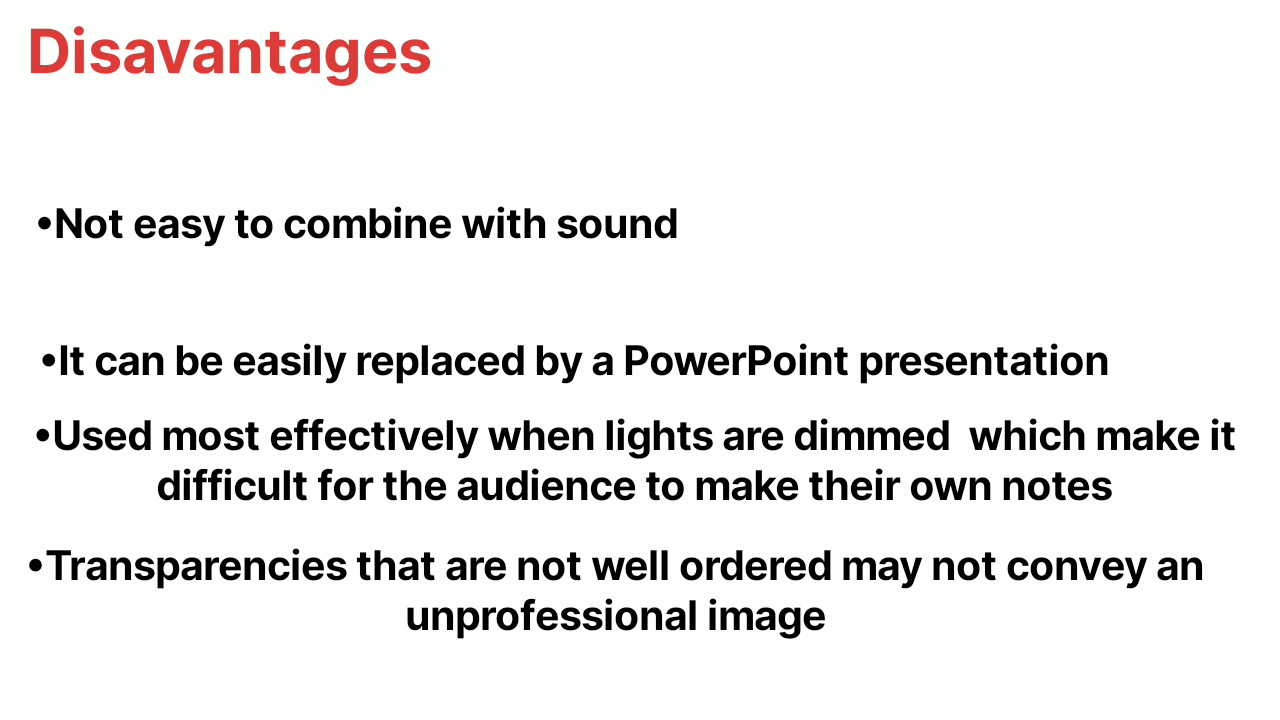 Disavantages
•Not easy to combine with sound
•It can be easily replaced by a PowerPoint presentation
•Used most effectively when lights are dimmed  which make it
difficult for the audience to make their own notes
•Transparencies that are not well ordered may not convey an
unprofessional image